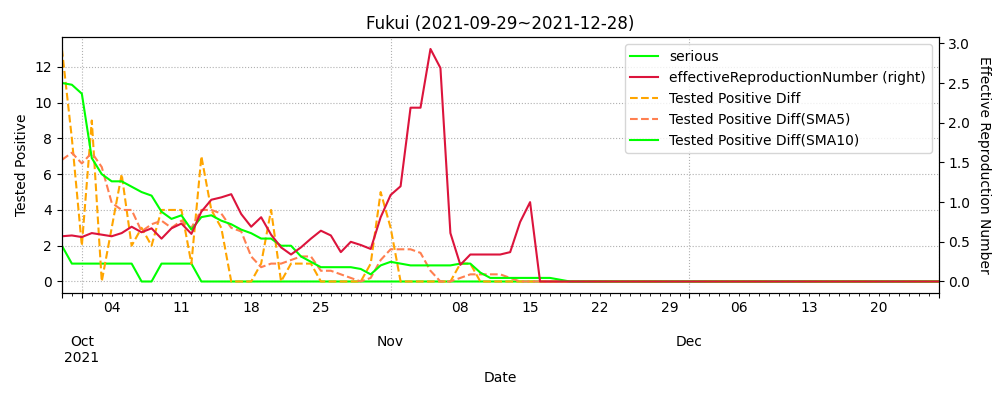 Fukui (2021-09-29~2021-12-28)
serious
effectiveReproductionNumber (right)
Tested Positive Diff
Tested Positive Diff(SMA5)
Tested Positive Diff(SMA10)
Tested Positive
12
10
8
6
4
2
0
3.0
2.5
2.0
1.5
1.0
0.5
0.0
Effective Reproduction Number
04 11 18 25 08 15 22 29 06 13 20
Oct Nov Dec
2021
Date